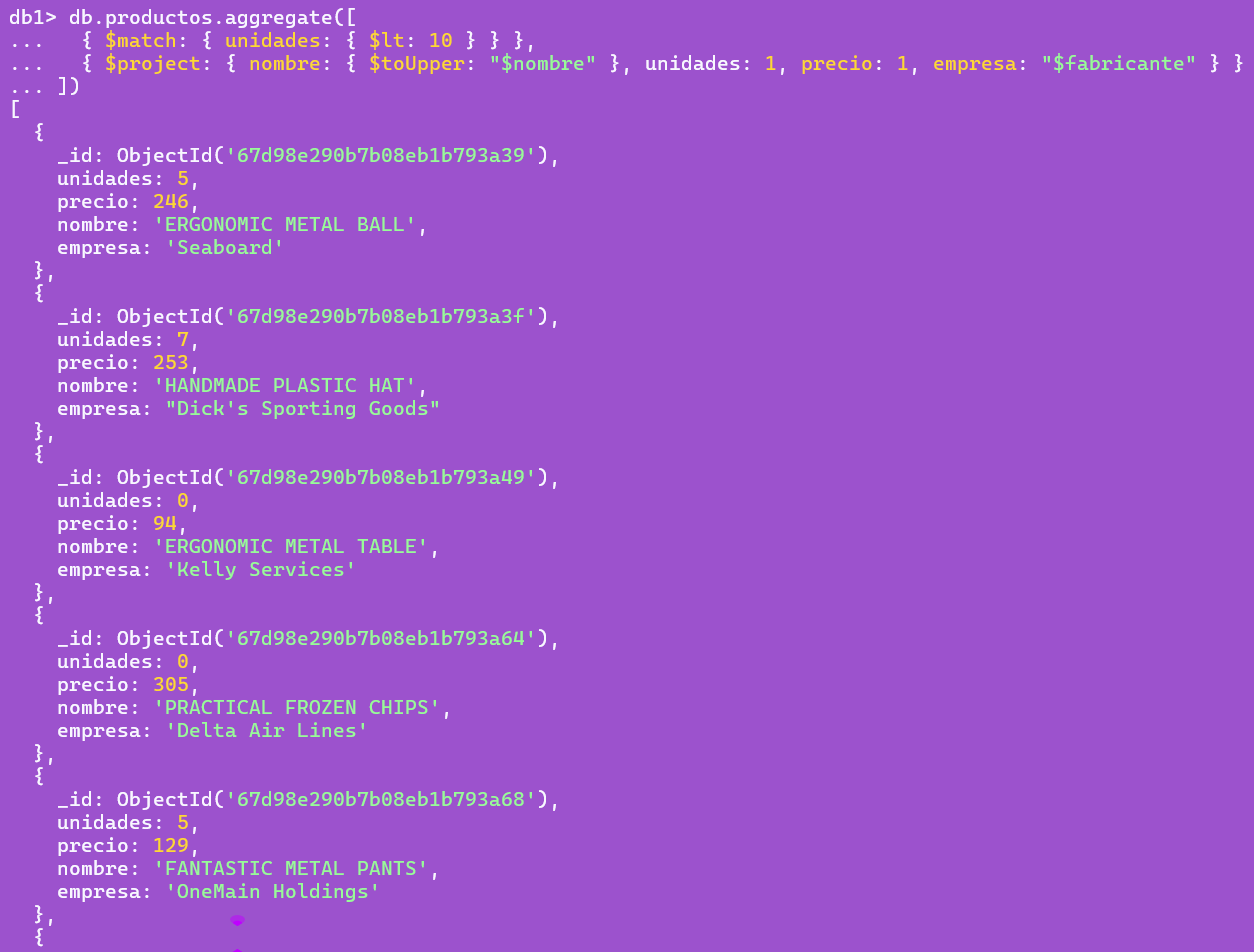 db1> db.productos.aggregate([
...   { $match: { unidades: { $lt: 10 } } },
...   { $project: { nombre: { $toUpper: "$nombre" }, unidades: 1, precio: 1, empresa: "$fabricante" } }
... ])
[
  {
    _id: ObjectId('67d98e290b7b08eb1b793a39'),
    unidades: 5,
    precio: 246,
    nombre: 'ERGONOMIC METAL BALL',
    empresa: 'Seaboard'
  },
  {
    _id: ObjectId('67d98e290b7b08eb1b793a3f'),
    unidades: 7,
    precio: 253,
    nombre: 'HANDMADE PLASTIC HAT',
    empresa: "Dick's Sporting Goods"
  },
  {
    _id: ObjectId('67d98e290b7b08eb1b793a49'),
    unidades: 0,
    precio: 94,
    nombre: 'ERGONOMIC METAL TABLE',
    empresa: 'Kelly Services'
  },
  {
    _id: ObjectId('67d98e290b7b08eb1b793a64'),
    unidades: 0,
    precio: 305,
    nombre: 'PRACTICAL FROZEN CHIPS',
    empresa: 'Delta Air Lines'
  },
  {
    _id: ObjectId('67d98e290b7b08eb1b793a68'),
    unidades: 5,
    precio: 129,
    nombre: 'FANTASTIC METAL PANTS',
    empresa: 'OneMain Holdings'
  },
  {